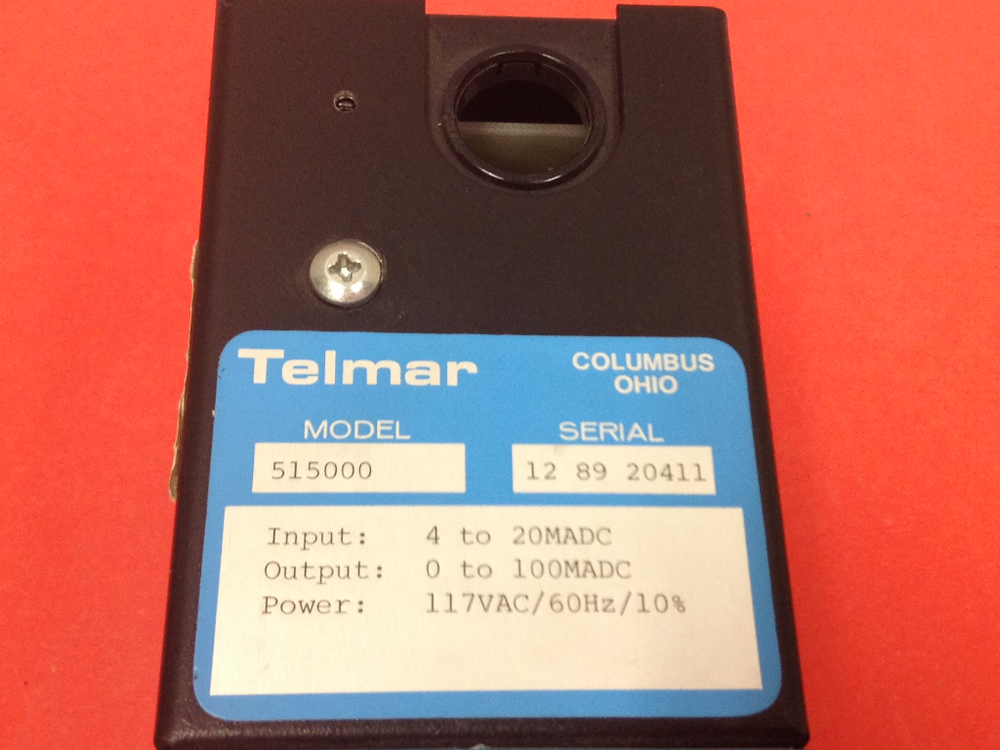 Telmar
COLUMBUS
OHIO
MODEL
SERIAL
515000
12 89 20411
Input: 4 to 20MADC
Output: 0 to 100MADC
Power: 117VAC/60Hz/10%